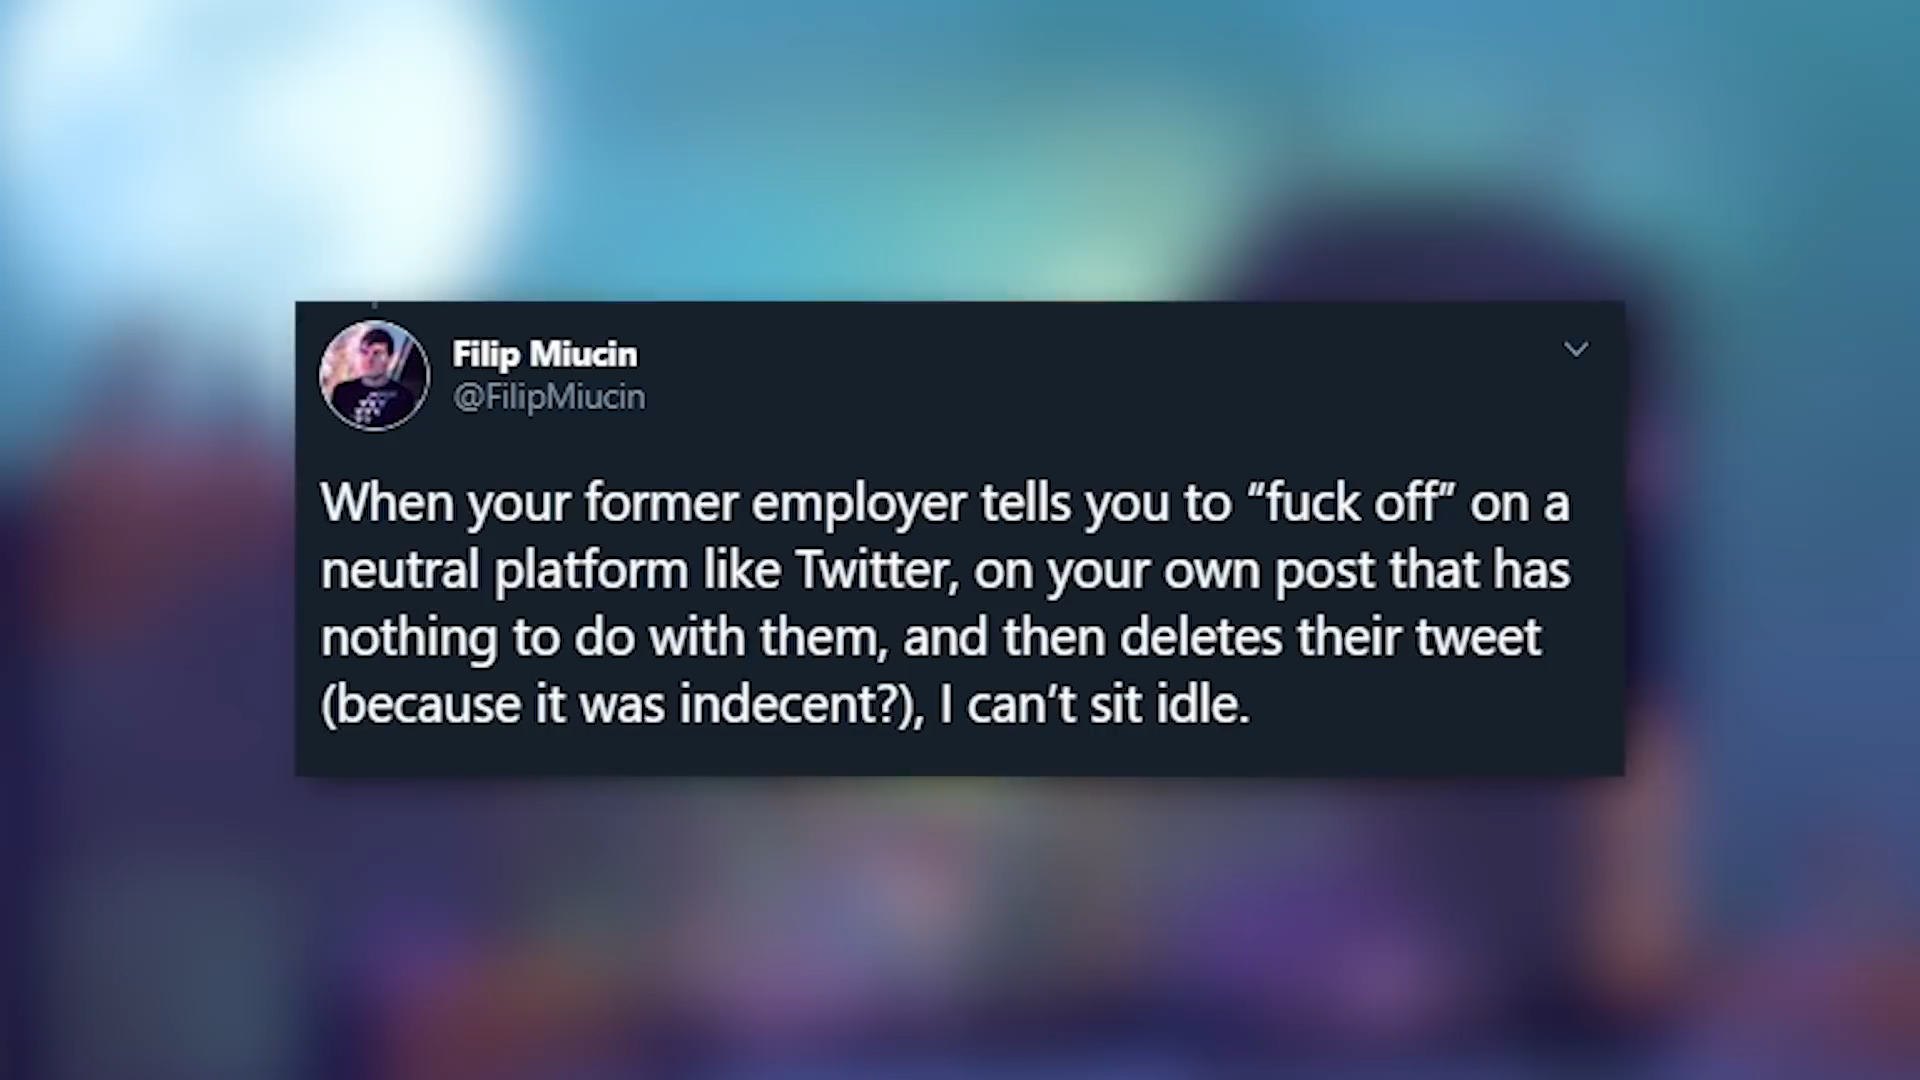 Filip Miucin
@FilipMiucin
When your former employer tells you to “fuck off” on a
neutral platform like Twitter, on your own post that has
nothing to do with them, and then deletes their tweet
(because it was indecent?), I can’t sit idle.